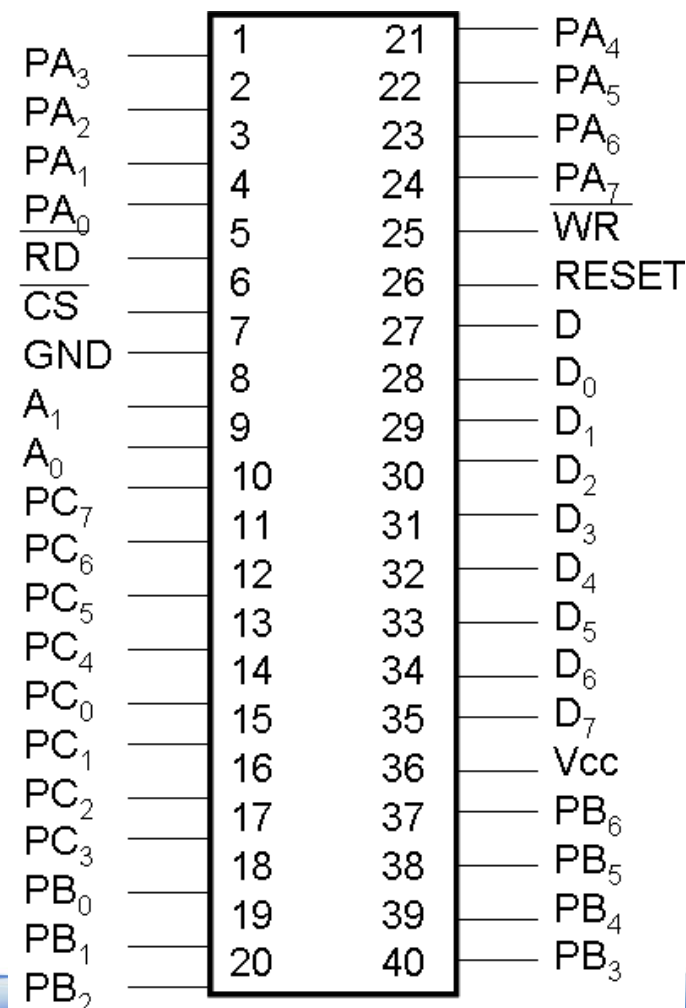 PA₃ 1 21 PA₄
PA₂ 2 22 PA₅
PA₁ 3 23 PA₆
PA₀ 4 24 PA₇
R̅D̅ 5 25 W̅R̅
C̅S̅ 6 26 RESET
GND 7 27 D
A₁ 8 28 D₀
A₀ 9 29 D₁
PC₇ 10 30 D₂
PC₆ 11 31 D₃
PC₅ 12 32 D₄
PC₄ 13 33 D₅
PC₀ 14 34 D₆
PC₁ 15 35 D₇
PC₂ 16 36 Vcc
PC₃ 17 37 PB₆
PB₀ 18 38 PB₅
PB₁ 19 39 PB₄
PB₂ 20 40 PB₃